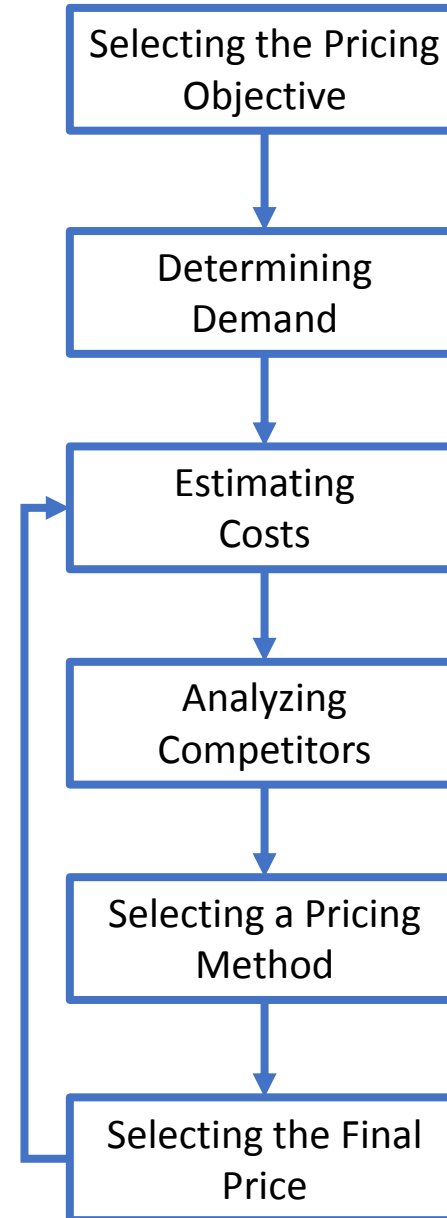 Selecting the Pricing
Objective
Determining
Demand
Estimating
Costs
Analyzing
Competitors
Selecting a Pricing
Method
Selecting the Final
Price